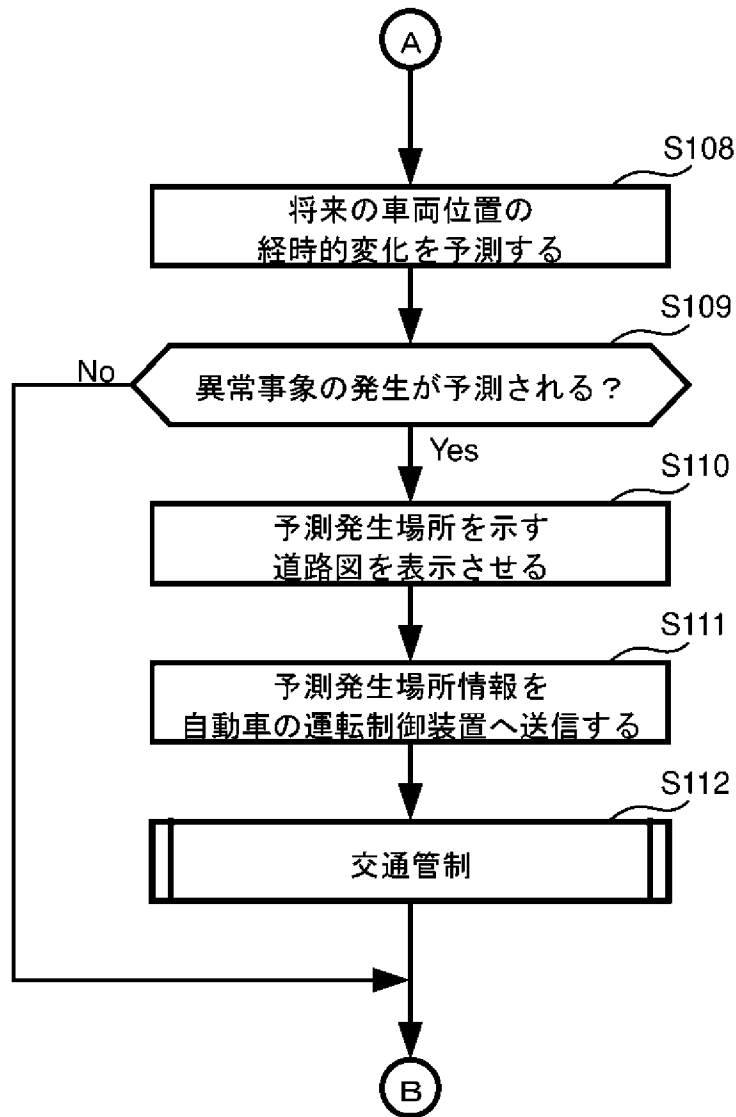 A
S108
将来の車両位置の
経時的変化を予測する
S109
No
異常事象の発生が予測される？
Yes
S110
予測発生場所を示す
道路図を表示させる
S111
予測発生場所情報を
自動車の運転制御装置へ送信する
S112
交通管制
B